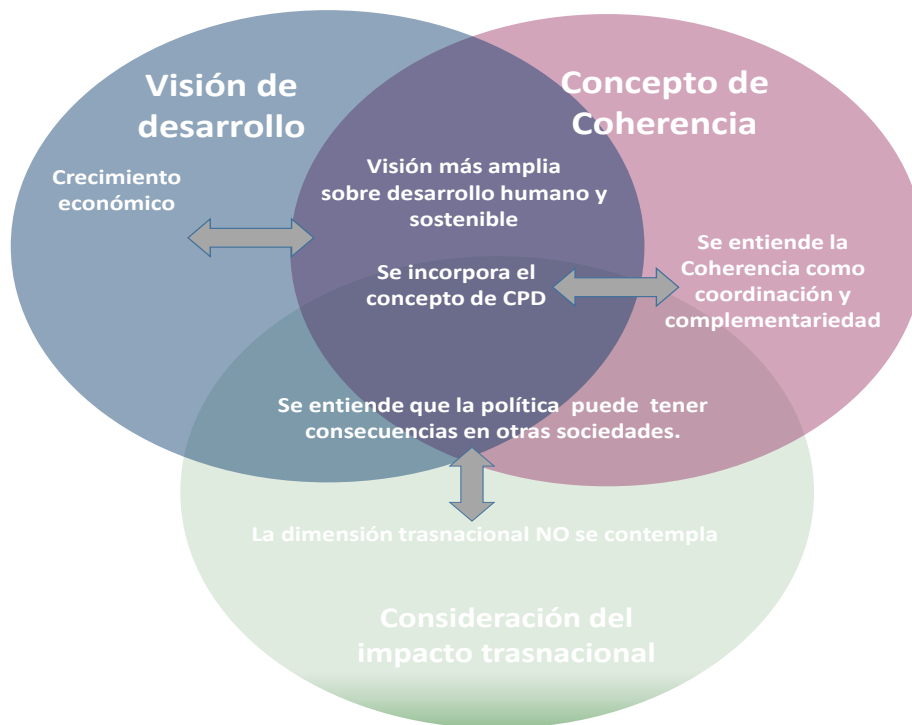 Visión de
desarrollo
Concepto de
Coherencia
Crecimiento
económico
Visión más amplia
sobre desarrollo humano y
sostenible
Se incorpora el
concepto de CPD
Se entiende la
Coherencia como
coordinación y
complementariedad
Se entiende que la política puede tener
consecuencias en otras sociedades.
La dimensión trasnacional NO se contempla
Consideración del
impacto trasnacional